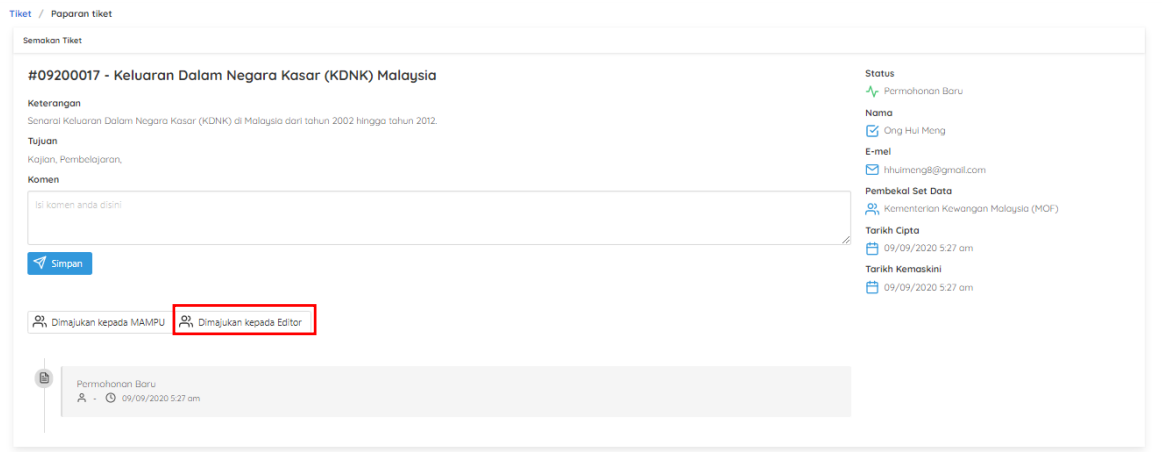 Tiket / Paparan tiket
Semakan Tiket
#09200017 - Keluaran Dalam Negara Kasar (KDNK) Malaysia
Keterangan
Senarai Keluaran Dalam Negara Kasar (KDNK) di Malaysia dari tahun 2002 hingga tahun 2012.
Tujuan
Kajian, Pembelajaran,
Komen
Isi komen anda disini
Simpan
Dimajukan kepada MAMPU
Dimajukan kepada Editor
Permohonan Baru
- 09/09/2020 5:27 am
Status
Permohonan Baru
Nama
Ong Hui Meng
E-mel
hhuimeng8@gmail.com
Pembekal Set Data
Kementerian Kewangan Malaysia (MOF)
Tarikh Cipta
09/09/2020 5:27 am
Tarikh Kemaskini
09/09/2020 5:27 am